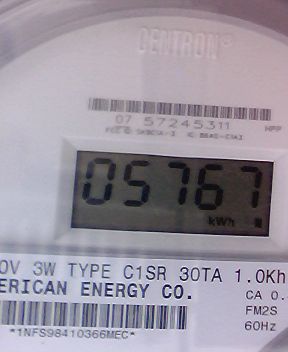 CENTRON®
07 57245311
05767
kWh
0V 3W TYPE C1SR 30TA 1.0Kh
ERICAN ENERGY CO.
CA 0.
FM2S
*1NFS98410366MEC*
60Hz